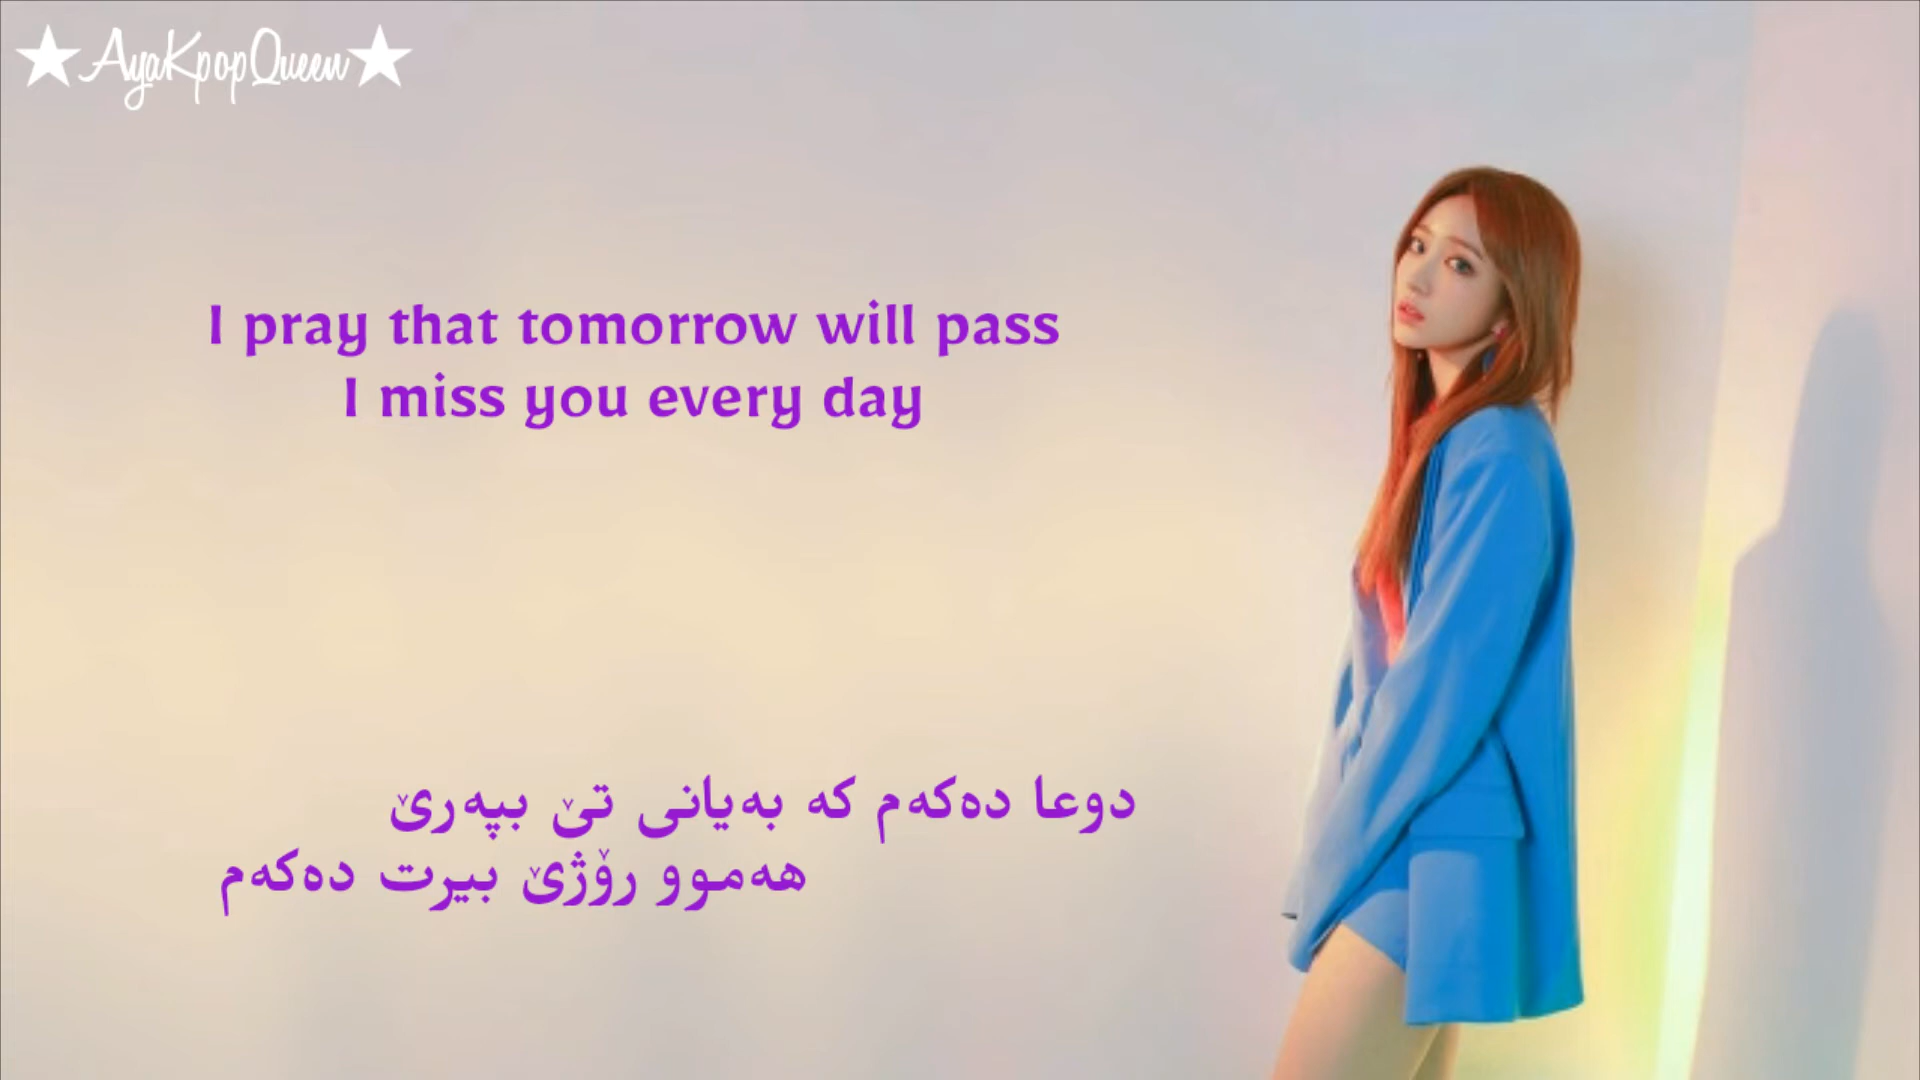 ★AyaKpopQueen★
I pray that tomorrow will pass
I miss you every day
دوعا دەکەم کە بەیانی تێ بپەڕێ
هەموو ڕۆژێ بیرت دەکەم